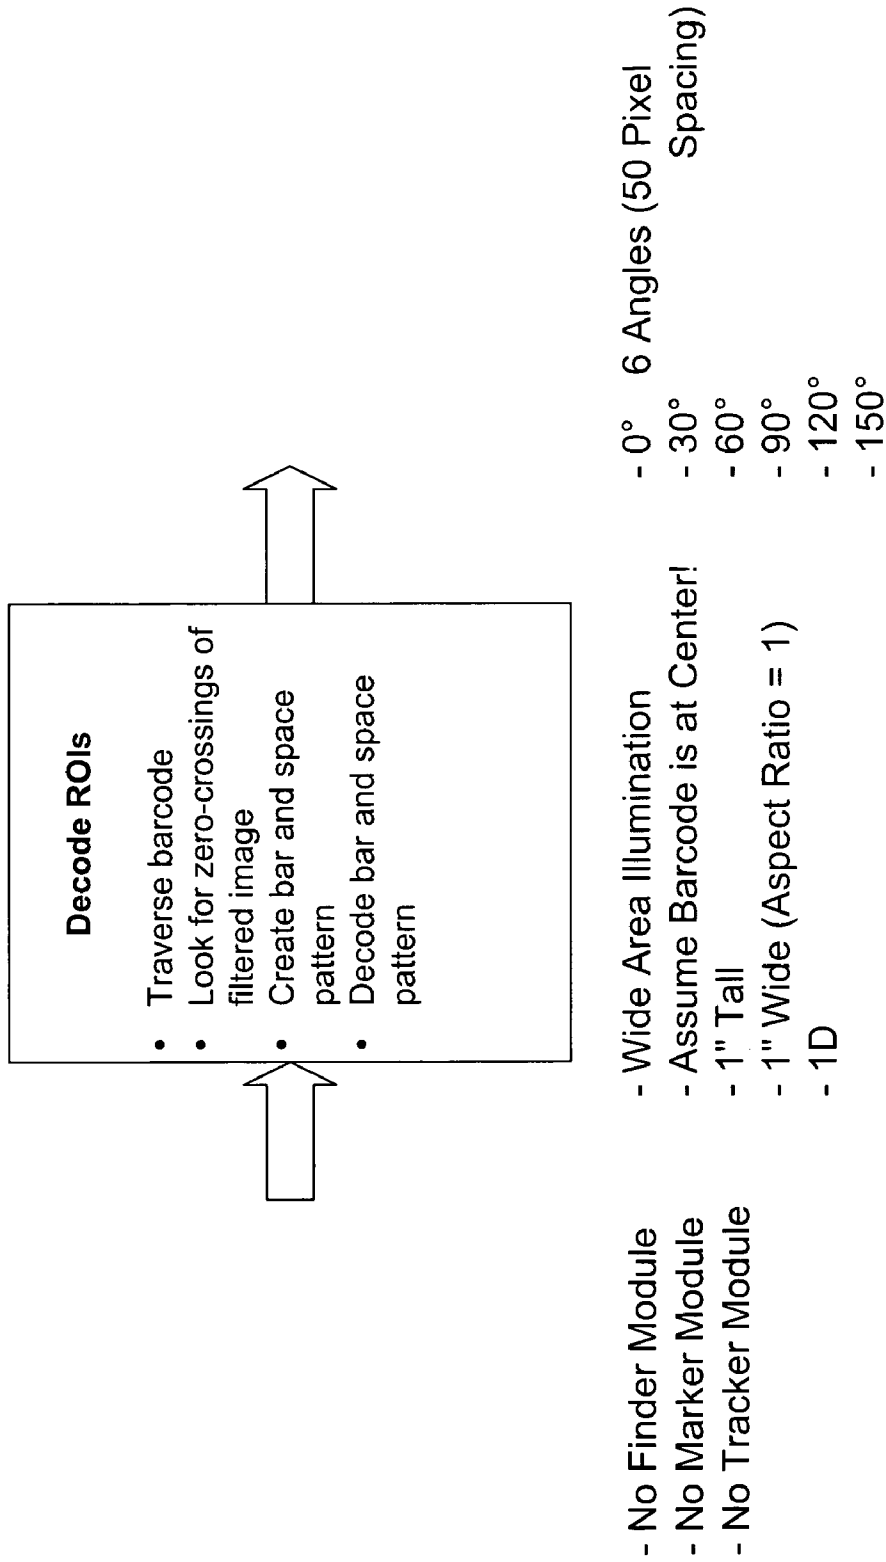 Decode ROIs
• Traverse barcode
• Look for zero-crossings of
filtered image
• Create bar and space
pattern
• Decode bar and space
pattern
- No Finder Module
- No Marker Module
- No Tracker Module
- Wide Area Illumination
- Assume Barcode is at Center!
- 1" Tall
- 1" Wide (Aspect Ratio = 1)
- 1D
- 0° 6 Angles (50 Pixel
Spacing)
- 30°
- 60°
- 90°
- 120°
- 150°